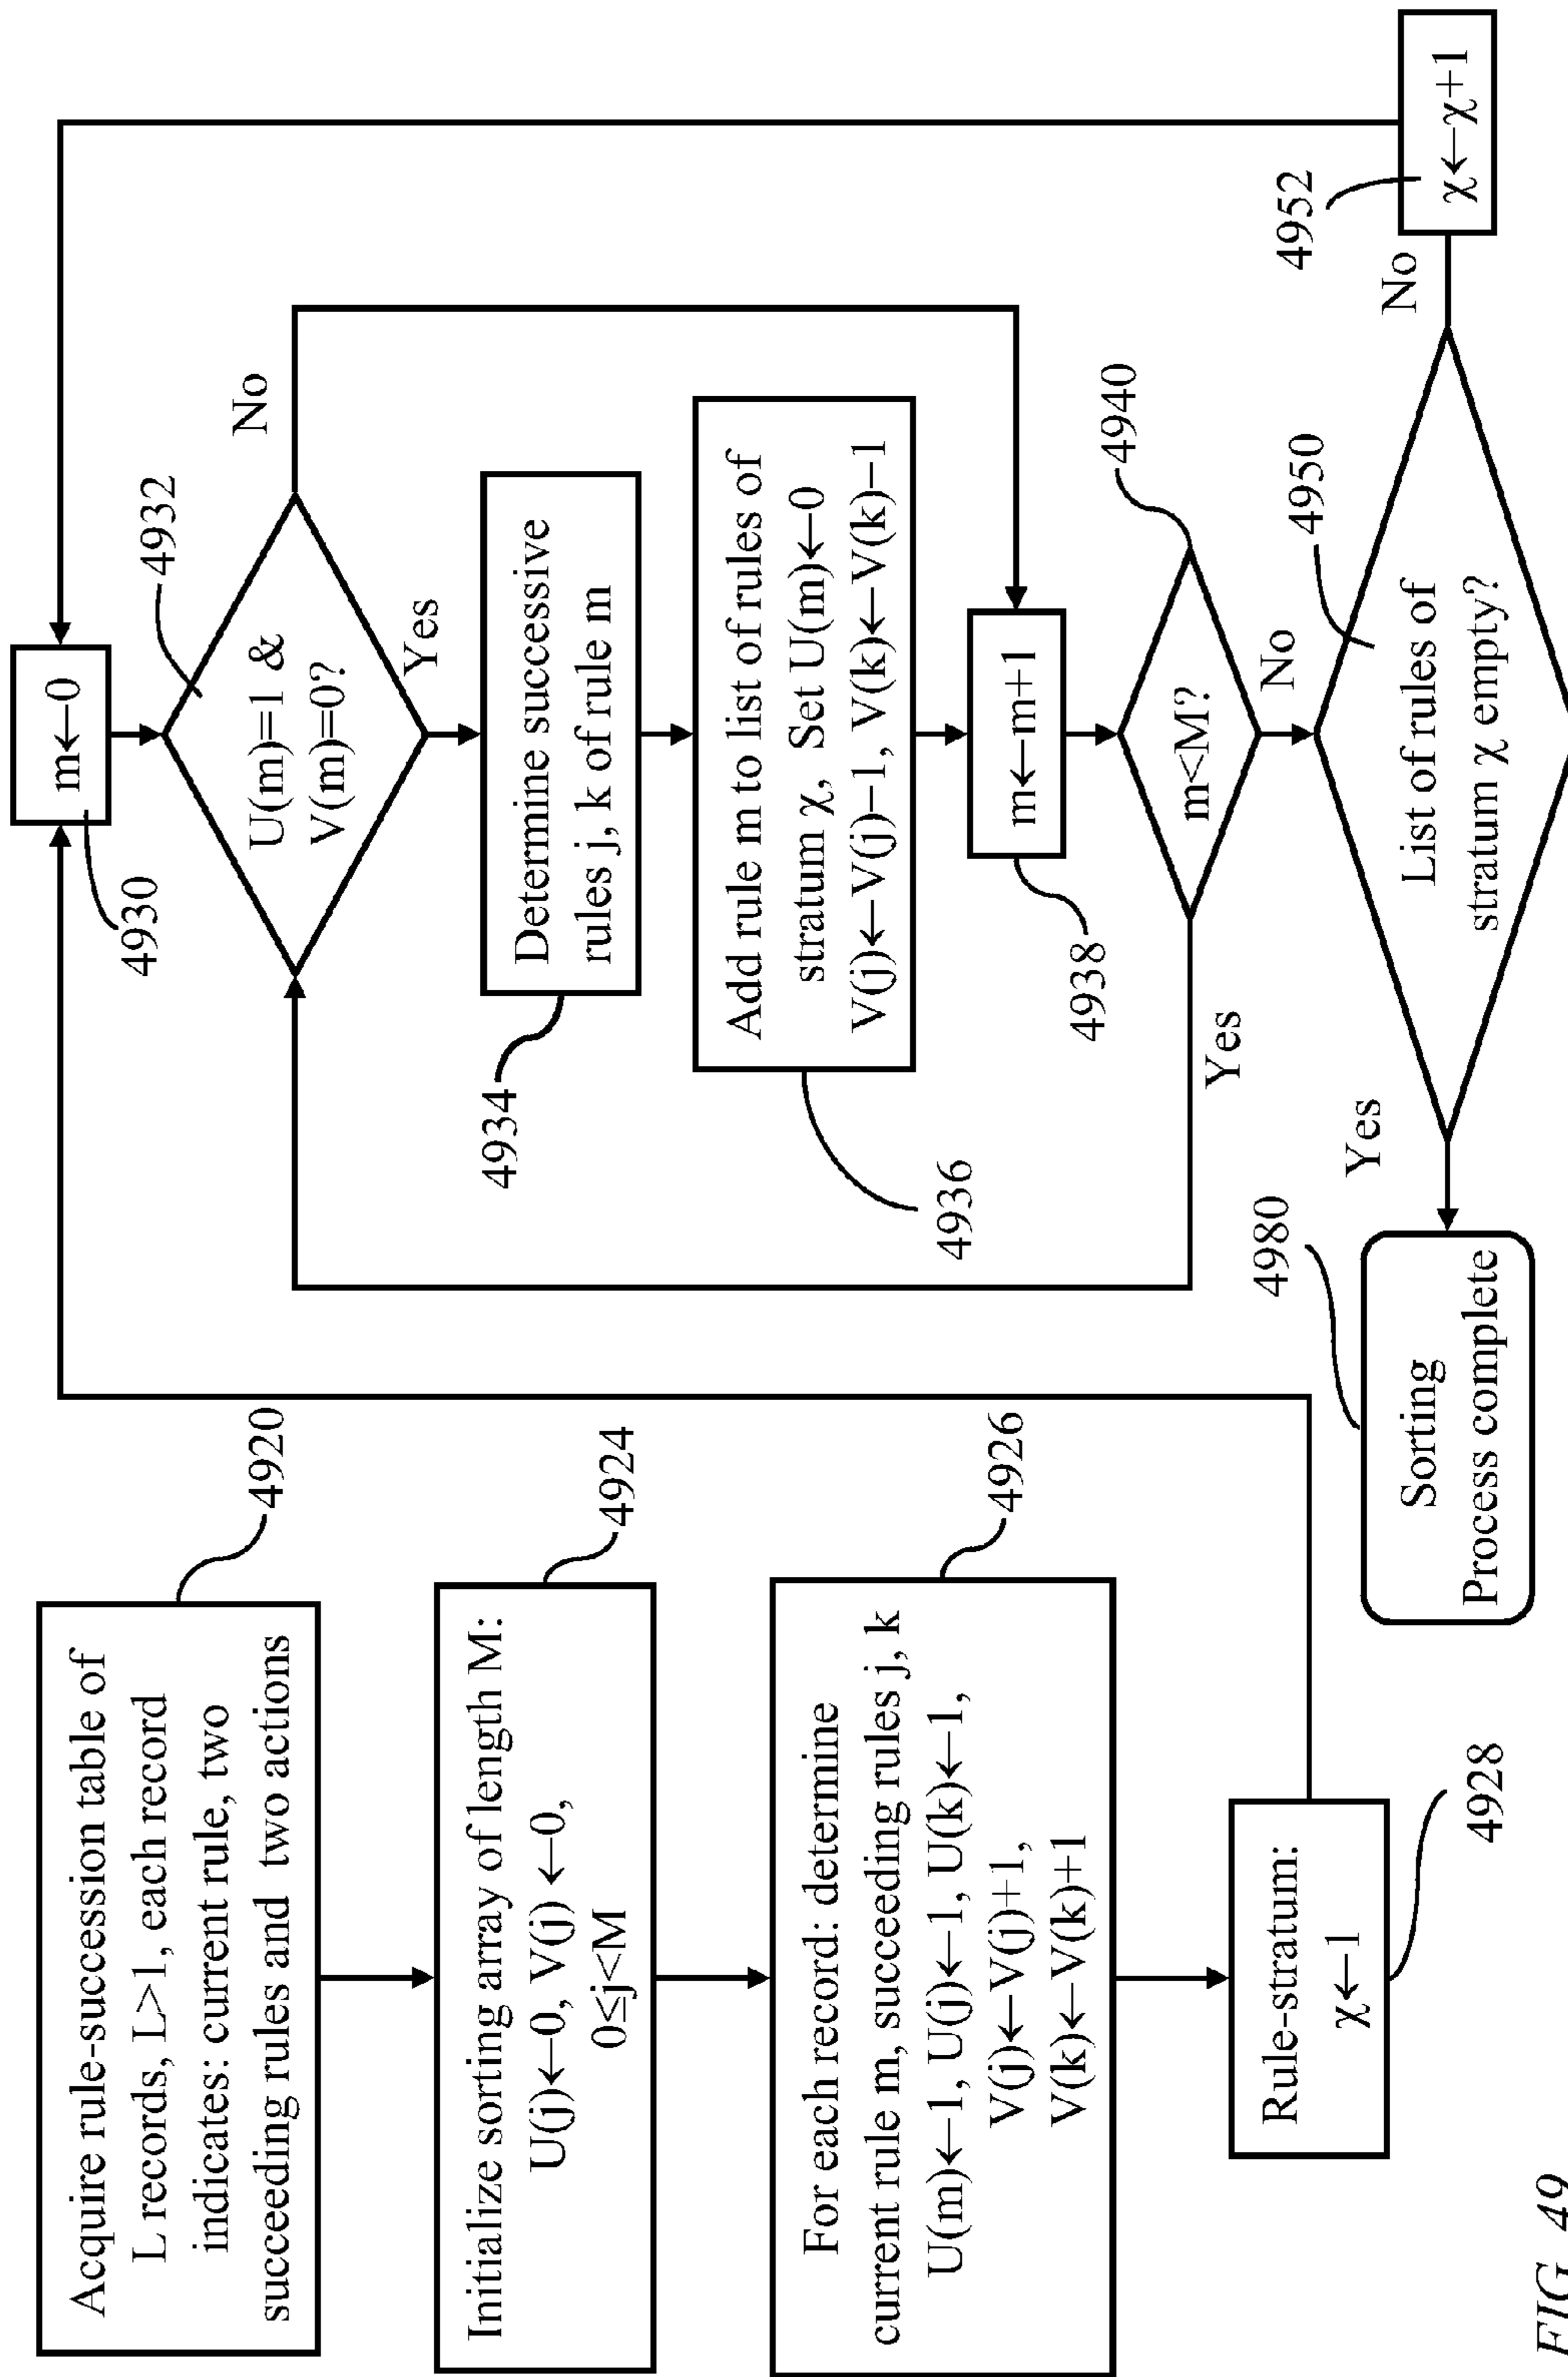 Acquire rule-succession table of
L records, L>1, each record
indicates: current rule, two
succeeding rules and two actions
4920
Initialize sorting array of length M:
U(j)←0, V(j) ←0,
0≤j<M
4924
For each record: determine
current rule m, succeeding rules j, k
U(m)←1, U(j)←1, U(k)←1,
V(j)←V(j)+1,
V(k)←V(k)+1
4926
Rule-stratum:
χ←1
4928
m←0
4930
U(m)=1 &
V(m)=0?
4932
No
Yes
Determine successive
rules j, k of rule m
4934
Add rule m to list of rules of
stratum χ, Set U(m)←0
V(j)←V(j)−1, V(k)←V(k)−1
4936
m←m+1
4938
m<M?
4940
Yes
No
List of rules of
stratum χ empty?
4950
Yes
No
χ←χ+1
4952
Sorting
Process complete
4980
FIG. 49